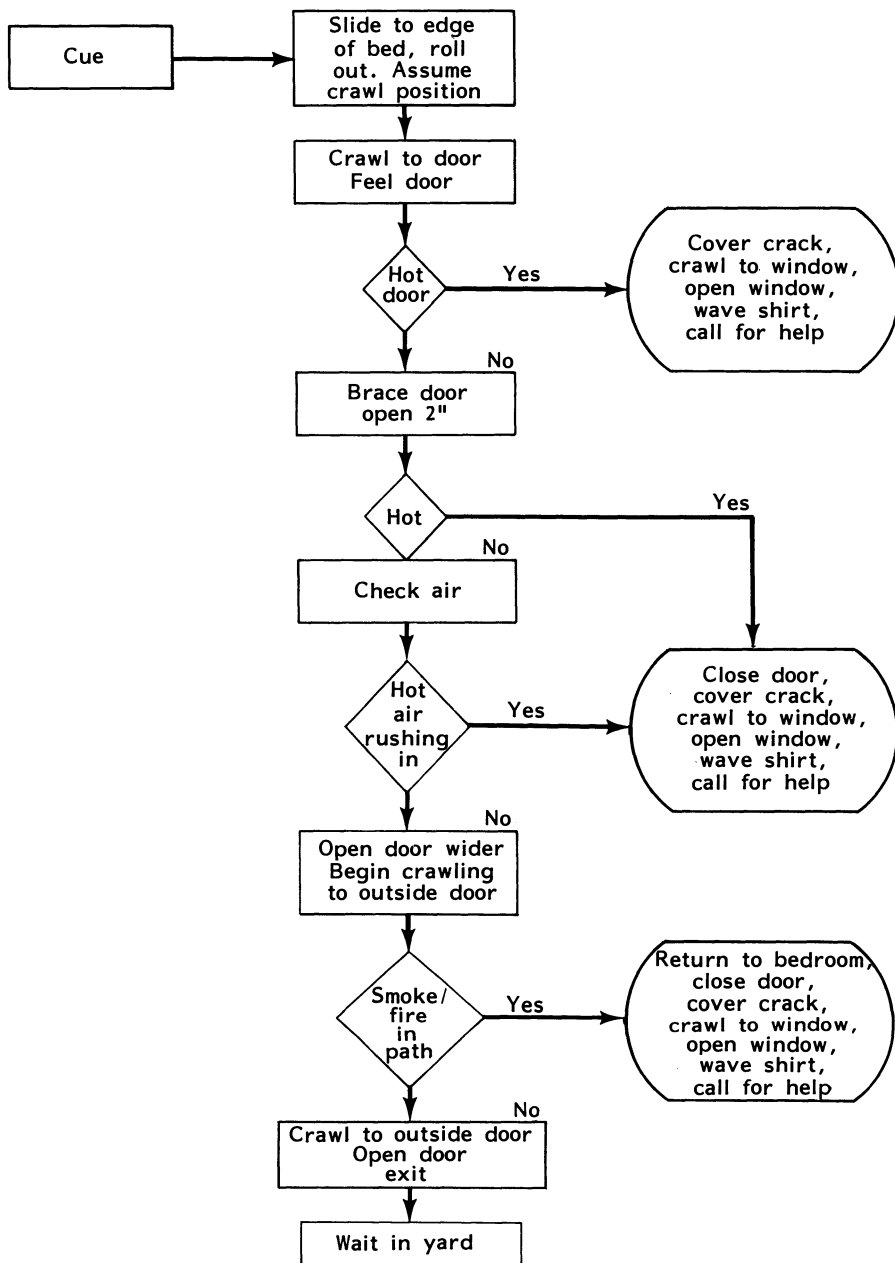 Cue
Slide to edge
of bed, roll
out. Assume
crawl position
Crawl to door
Feel door
Hot
door
Yes
Cover crack,
crawl to window,
open window,
wave shirt,
call for help
No
Brace door
open 2"
Hot
Yes
No
Check air
Hot
air
rushing
in
Yes
Close door,
cover crack,
crawl to window,
open window,
wave shirt,
call for help
No
Open door wider
Begin crawling
to outside door
Smoke/
fire
in
path
Yes
Return to bedroom,
close door,
cover crack,
crawl to window,
open window,
wave shirt,
call for help
No
Crawl to outside door
Open door
exit
Wait in yard